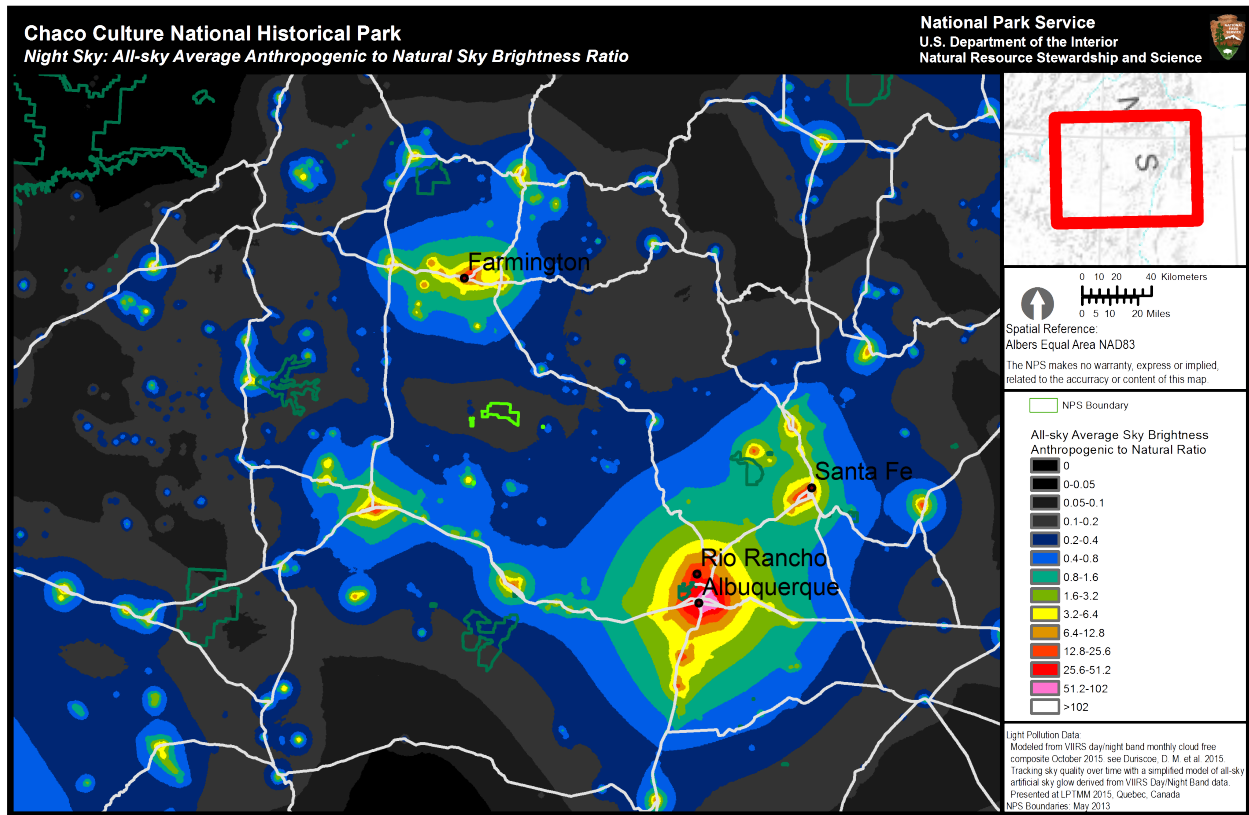 Chaco Culture National Historical Park
Night Sky: All-sky Average Anthropogenic to Natural Sky Brightness Ratio
National Park Service
U.S. Department of the Interior
Natural Resource Stewardship and Science
NATIONAL
PARK
SERVICE
N
S
Farmington
Santa Fe
Rio Rancho
Albuquerque
0 10 20 40 Kilometers
0 5 10 20 Miles
Spatial Reference:
Albers Equal Area NAD83
The NPS makes no warranty, express or implied,
related to the accurracy or content of this map.
NPS Boundary
All-sky Average Sky Brightness
Anthropogenic to Natural Ratio
0
0-0.05
0.05-0.1
0.1-0.2
0.2-0.4
0.4-0.8
0.8-1.6
1.6-3.2
3.2-6.4
6.4-12.8
12.8-25.6
25.6-51.2
51.2-102
>102
Light Pollution Data:
Modeled from VIIRS day/night band monthly cloud free
composite October 2015 see Duriscoe, D. M. et al. 2015.
Tracking sky quality over time with a simplified model of all-sky
artificial sky glow derived from VIIRS Day/Night Band data.
Presented at LPTMM 2015, Quebec, Canada
NPS Boundaries: May 2013